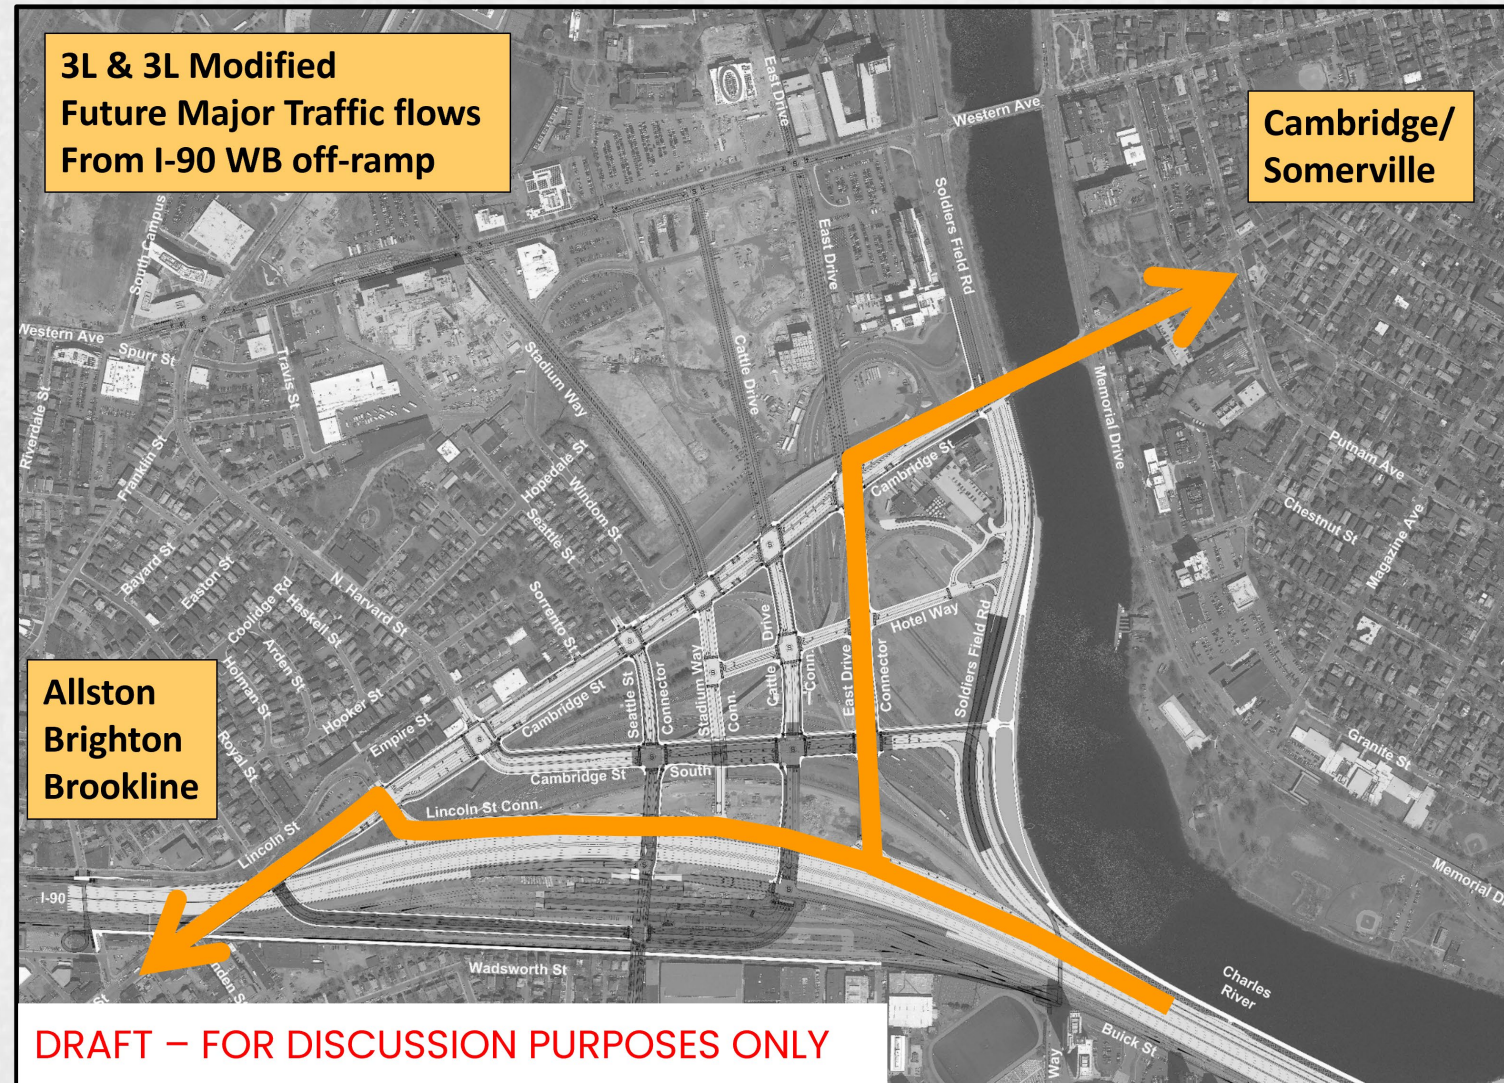 3L & 3L Modified
Future Major Traffic flows
From I-90 WB off-ramp
Cambridge/
Somerville
Allston
Brighton
Brookline
East Drive
Western Ave
South Campus
Soldiers Field Rd
East Drive
Western Ave
Spurr St
Travis St
Stadium Way
Cattle Drive
Memorial Drive
Riverdale St
Franklin St
Putnam Ave
Cambridge St
Hopedale St
Windom St
Seattle St
Chestnut St
Magazine Ave
Bayard St
Easton St
Coolidge Rd
Haskell St
N. Harvard St
Sorrento St
Arden St
Holman St
Hooker St
Royal St
Empire St
Hotel Way
Soldiers Field Rd
Cambridge St
Seattle St
Connector
Stadium Way
Conn.
Cattle Drive
Conn.
East Drive
Connector
Granite St
Cambridge St South
Lincoln St Conn.
Lincoln St
I-90
Wadsworth St
Charles
River
Buick St
Way
DRAFT – FOR DISCUSSION PURPOSES ONLY